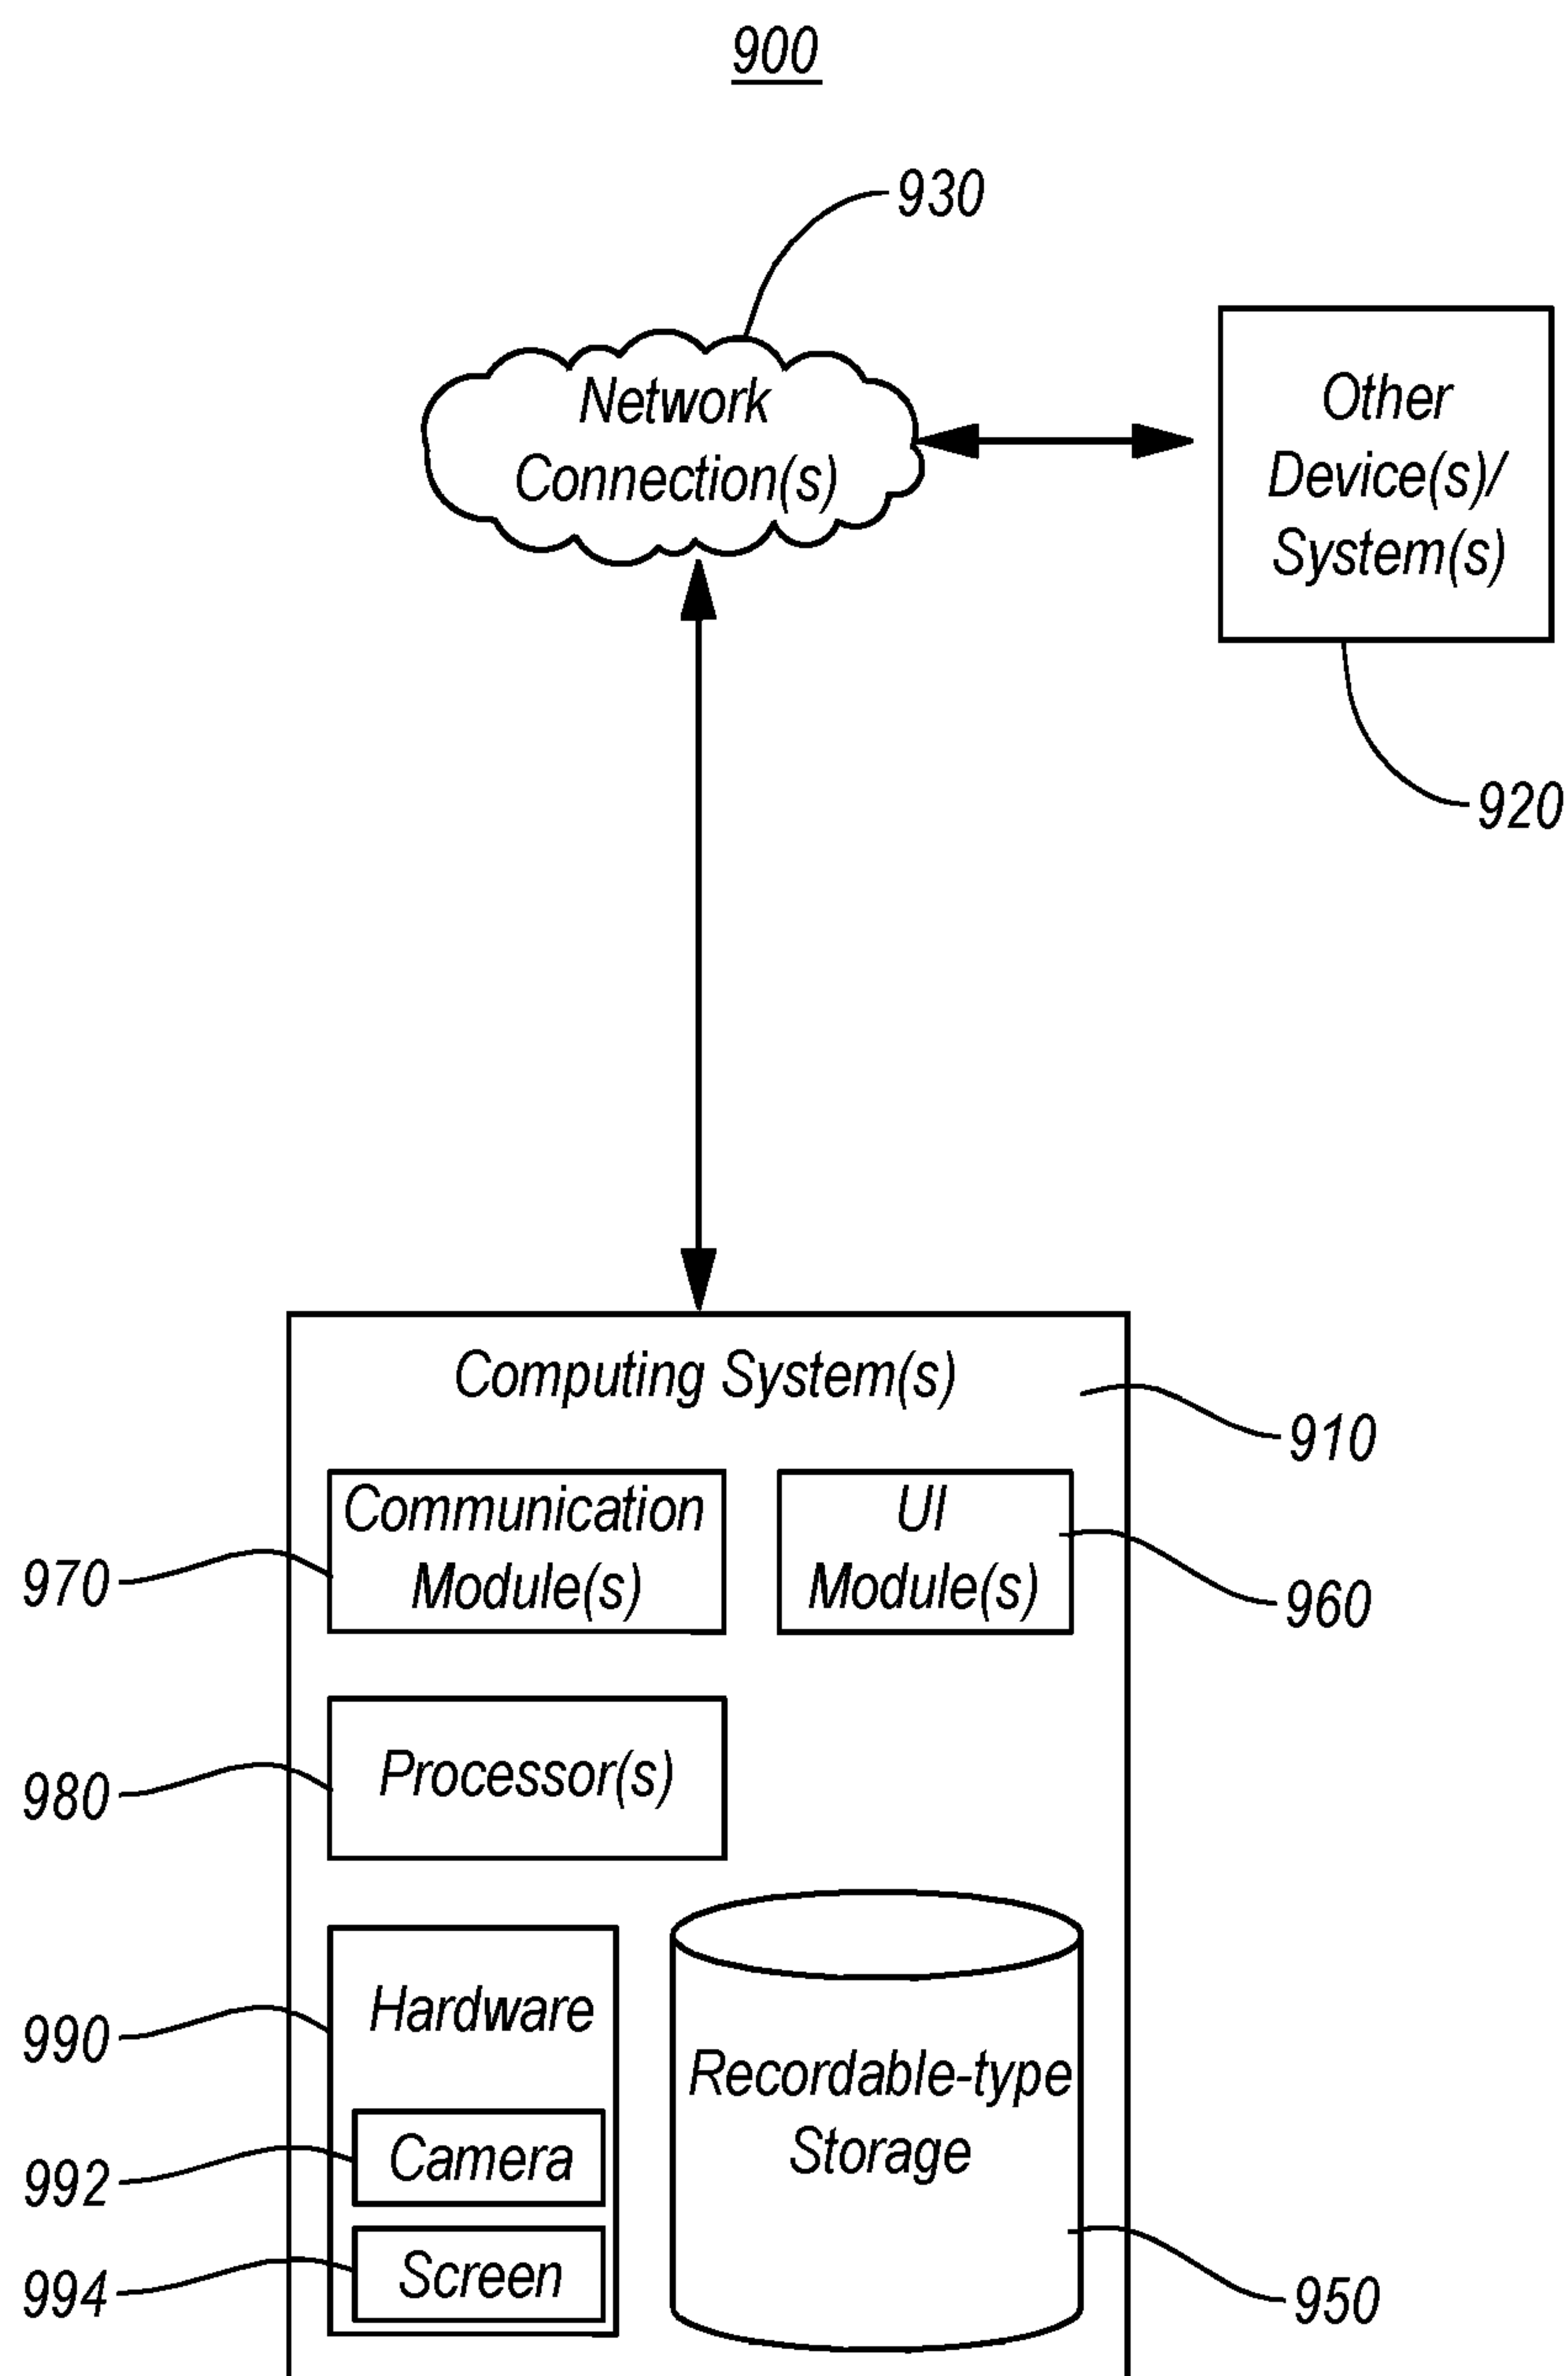 900
930
Network
Connection(s)
Other
Device(s)/
System(s)
920
Computing System(s)
910
Communication
Module(s)
970
UI
Module(s)
960
Processor(s)
980
Hardware
990
Camera
992
Screen
994
Recordable-type
Storage
950